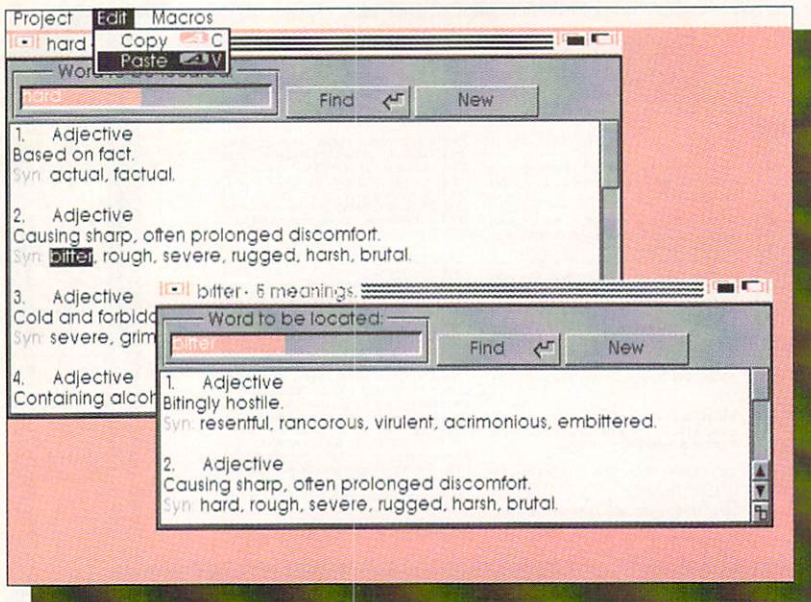 Project Edit Macros
Copy C
Paste V
hard
Word to be located:
hard
Find New
1. Adjective
Based on fact.
Syn: actual, factual.
2. Adjective
Causing sharp, often prolonged discomfort.
Syn: bitter, rough, severe, rugged, harsh, brutal.
3. Adjective
Cold and forbidd
Syn: severe, grim
4. Adjective
Containing alcoh
bitter - 5 meanings.
Word to be located:
bitter
Find New
1. Adjective
Bitingly hostile.
Syn: resentful, rancorous, virulent, acrimonious, embittered.
2. Adjective
Causing sharp, often prolonged discomfort.
Syn: hard, rough, severe, rugged, harsh, brutal.